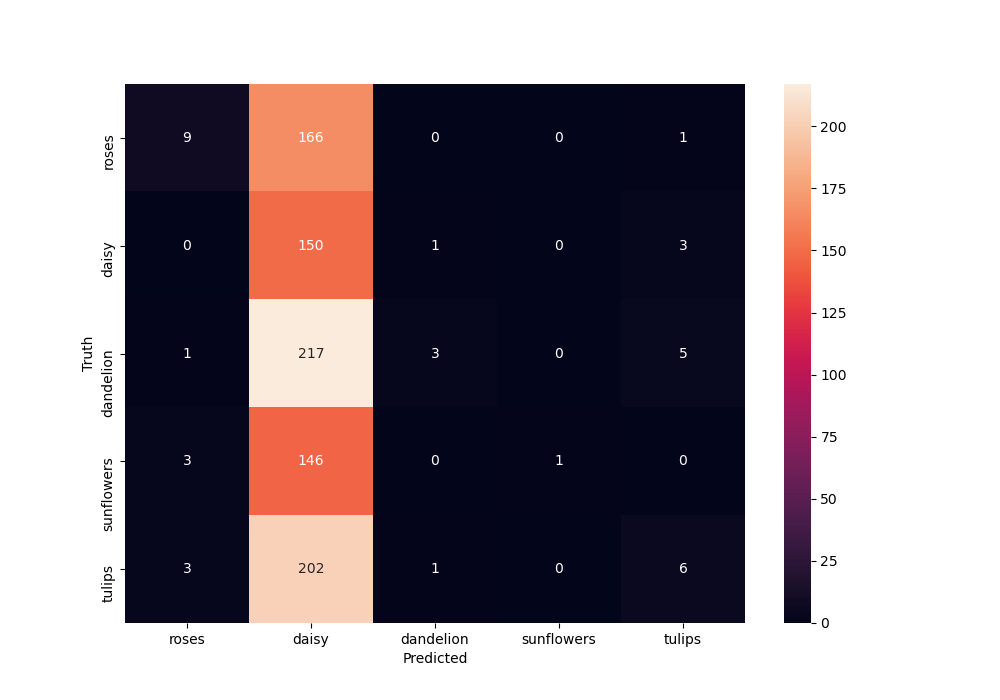 Truth
roses
9 166 0 0 1
daisy
0 150 1 0 3
dandelion
1 217 3 0 5
sunflowers
3 146 0 1 0
tulips
3 202 1 0 6
roses daisy dandelion sunflowers tulips
Predicted
200
175
150
125
100
75
50
25
0